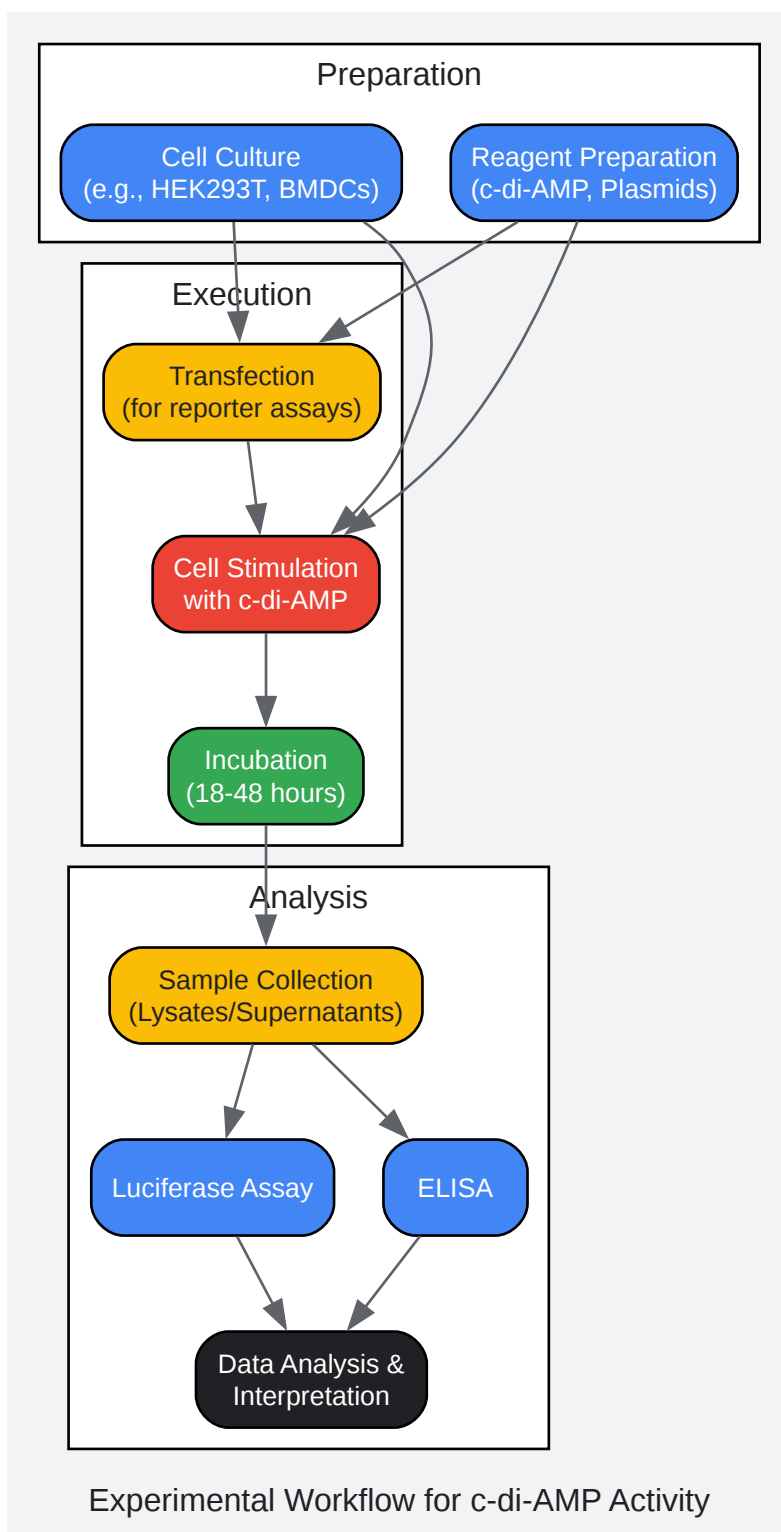 Preparation
Cell Culture
(e.g., HEK293T, BMDCs)
Reagent Preparation
(c-di-AMP, Plasmids)
Execution
Transfection
(for reporter assays)
Cell Stimulation
with c-di-AMP
Incubation
(18-48 hours)
Analysis
Sample Collection
(Lysates/Supernatants)
Luciferase Assay
ELISA
Data Analysis &
Interpretation
Experimental Workflow for c-di-AMP Activity